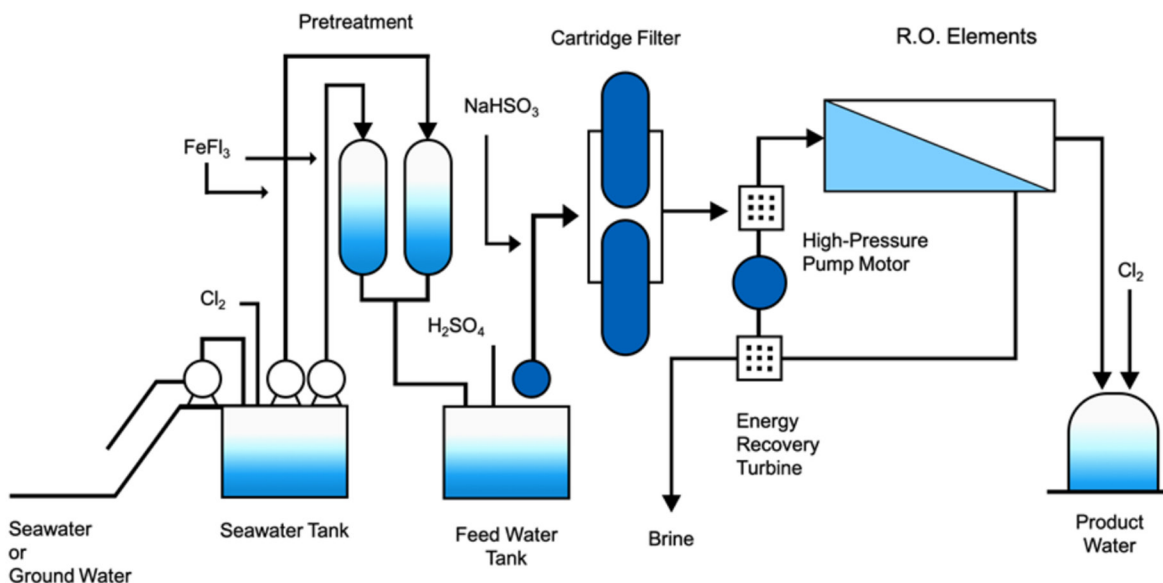 Pretreatment
Cartridge Filter
R.O. Elements
NaHSO₃
FeFl₃
High-Pressure
Pump Motor
Cl₂
Cl₂
H₂SO₄
Energy
Recovery
Turbine
Seawater
or
Ground Water
Seawater Tank
Feed Water
Tank
Brine
Product
Water